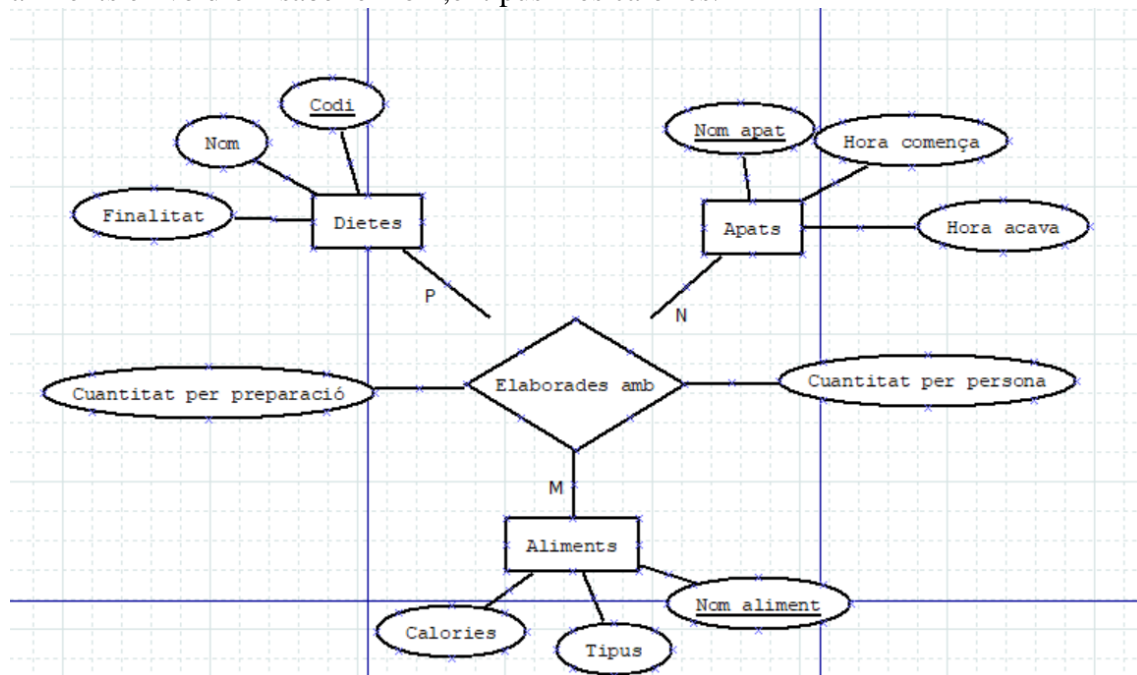 Codi
Nom
Finalitat
Dietes
Nom apat
Hora comença
Apats
Hora acava
P
N
Cuantitat per preparació
Elaborades amb
Cuantitat per persona
M
Aliments
Calories
Tipus
Nom aliment